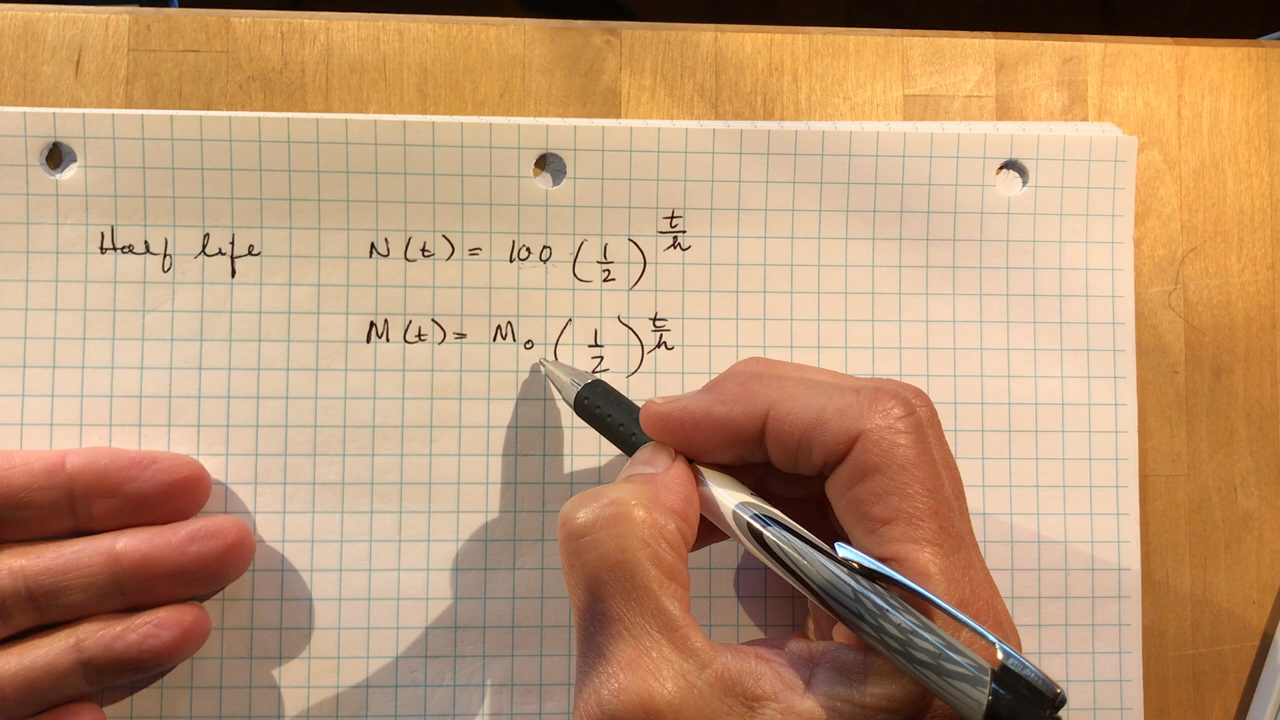 Half life N(t) = 100 (1/2)^(t/h)
M(t) = M₀ (1/2)^(t/h)